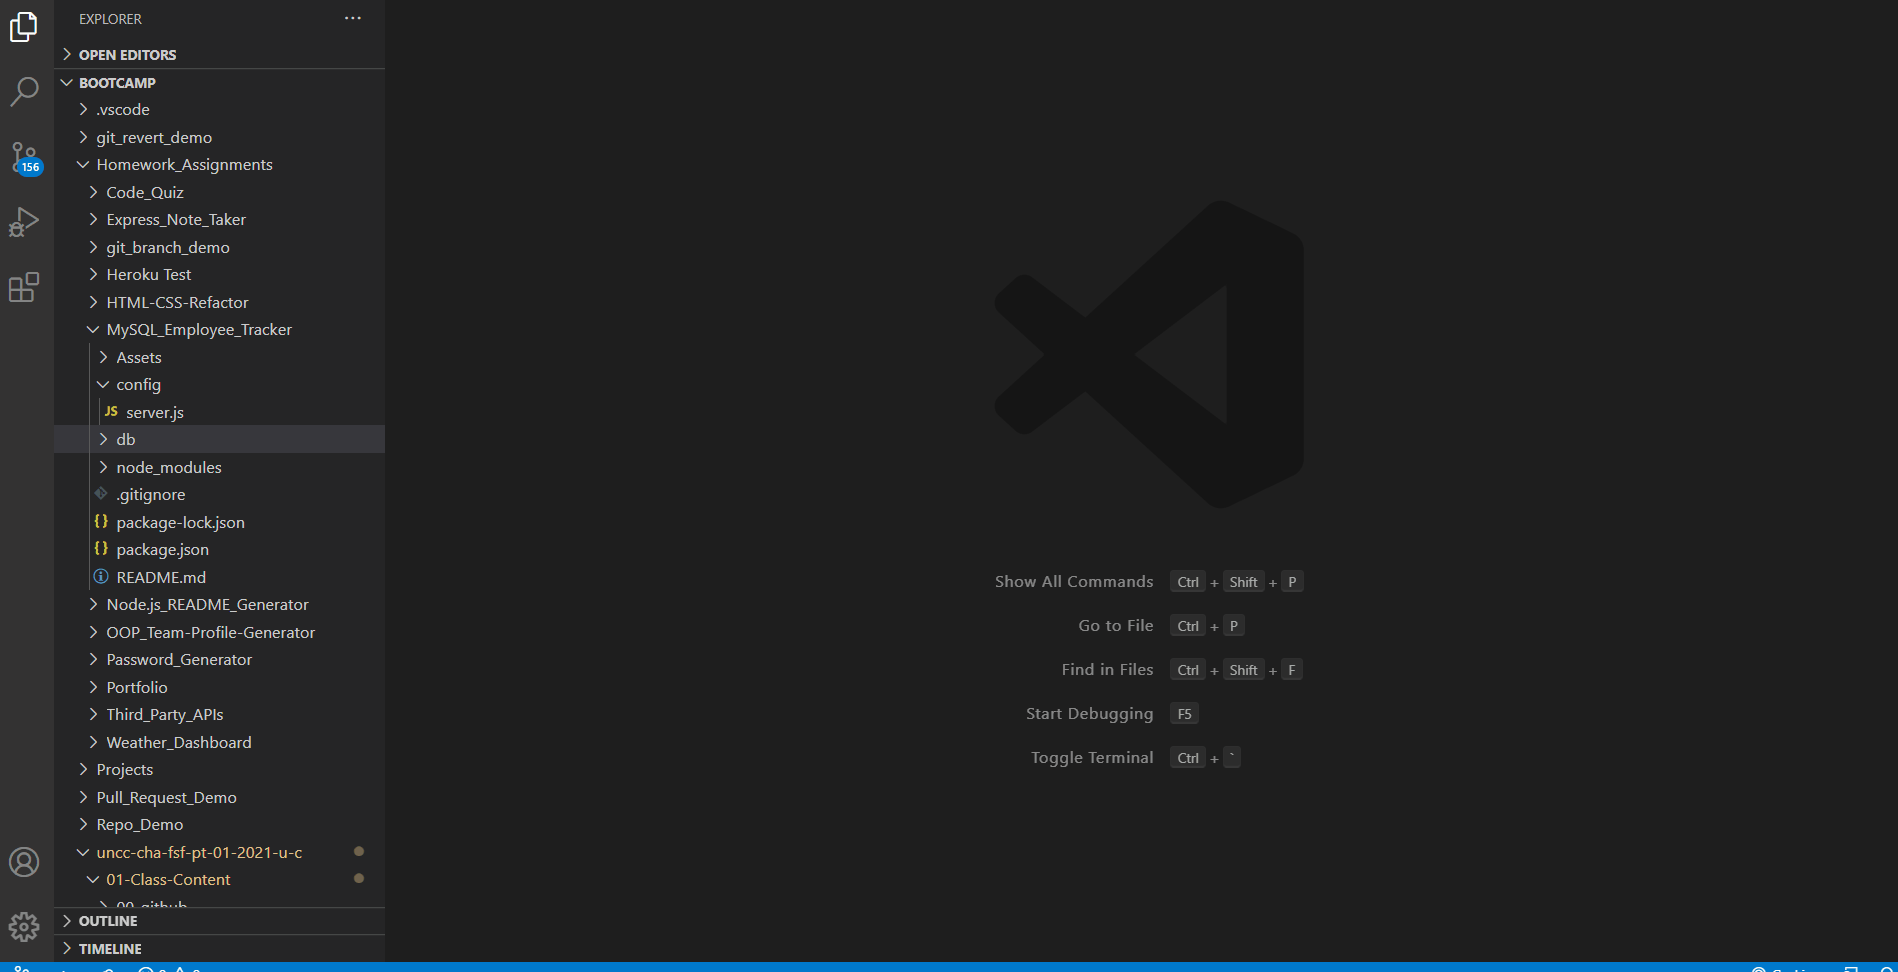 EXPLORER
OPEN EDITORS
BOOTCAMP
.vscode
git_revert_demo
156
Homework_Assignments
Code_Quiz
Express_Note_Taker
git_branch_demo
Heroku Test
HTML-CSS-Refactor
MySQL_Employee_Tracker
Assets
config
JS server.js
db
node_modules
.gitignore
{} package-lock.json
{} package.json
README.md
Node.js_README_Generator
OOP_Team-Profile-Generator
Password_Generator
Portfolio
Third_Party_APIs
Weather_Dashboard
Projects
Pull_Request_Demo
Repo_Demo
uncc-cha-fsf-pt-01-2021-u-c
01-Class-Content
00-github
OUTLINE
TIMELINE
Show All Commands Ctrl + Shift + P
Go to File Ctrl + P
Find in Files Ctrl + Shift + F
Start Debugging F5
Toggle Terminal Ctrl + `